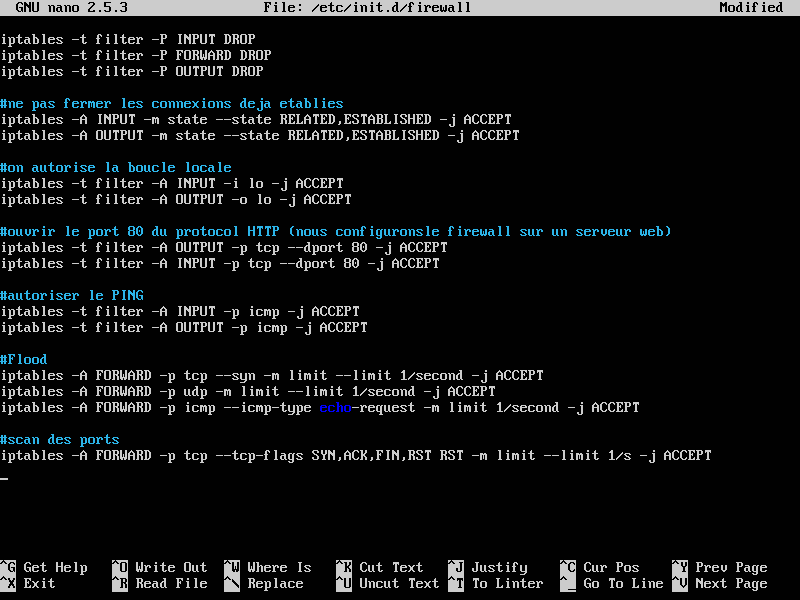 GNU nano 2.5.3 File: /etc/init.d/firewall Modified
iptables -t filter -P INPUT DROP
iptables -t filter -P FORWARD DROP
iptables -t filter -P OUTPUT DROP
#ne pas fermer les connexions deja etablies
iptables -A INPUT -m state --state RELATED,ESTABLISHED -j ACCEPT
iptables -A OUTPUT -m state --state RELATED,ESTABLISHED -j ACCEPT
#on autorise la boucle locale
iptables -t filter -A INPUT -i lo -j ACCEPT
iptables -t filter -A OUTPUT -o lo -j ACCEPT
#ouvrir le port 80 du protocol HTTP (nous configuronsle firewall sur un serveur web)
iptables -t filter -A OUTPUT -p tcp --dport 80 -j ACCEPT
iptables -t filter -A INPUT -p tcp --dport 80 -j ACCEPT
#autoriser le PING
iptables -t filter -A INPUT -p icmp -j ACCEPT
iptables -t filter -A OUTPUT -p icmp -j ACCEPT
#Flood
iptables -A FORWARD -p tcp --syn -m limit --limit 1/second -j ACCEPT
iptables -A FORWARD -p udp -m limit --limit 1/second -j ACCEPT
iptables -A FORWARD -p icmp --icmp-type echo-request -m limit 1/second -j ACCEPT
#scan des ports
iptables -A FORWARD -p tcp --tcp-flags SYN,ACK,FIN,RST RST -m limit --limit 1/s -j ACCEPT
^G Get Help ^O Write Out ^W Where Is ^K Cut Text ^J Justify ^C Cur Pos ^Y Prev Page
^X Exit ^R Read File ^\ Replace ^U Uncut Text ^T To Linter ^_ Go To Line ^V Next Page